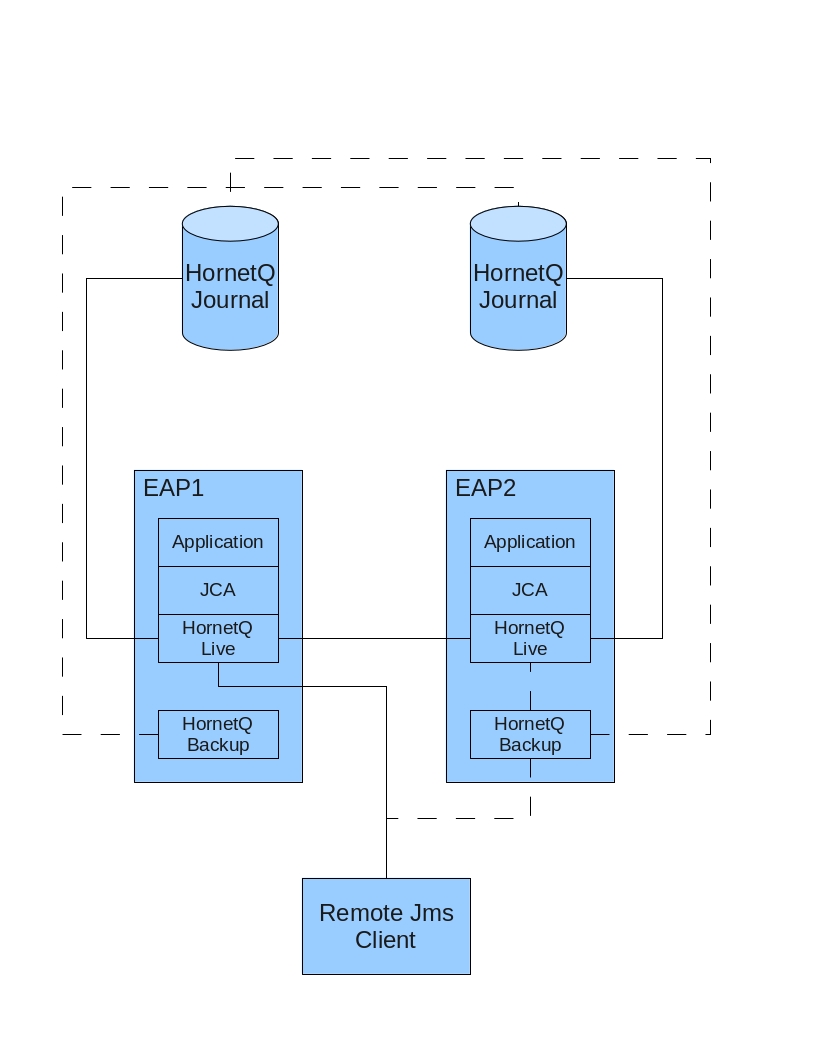 HornetQ
Journal
HornetQ
Journal
EAP1
Application
JCA
HornetQ
Live
HornetQ
Backup
EAP2
Application
JCA
HornetQ
Live
HornetQ
Backup
Remote Jms
Client